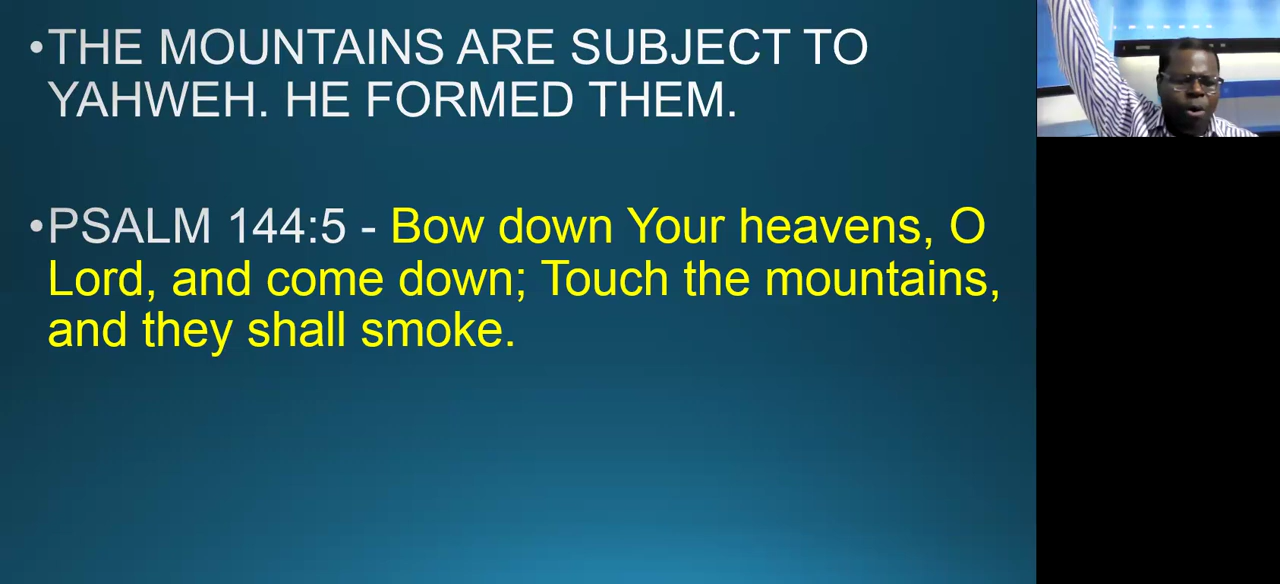 •THE MOUNTAINS ARE SUBJECT TO
YAHWEH. HE FORMED THEM.
•PSALM 144:5 - Bow down Your heavens, O
Lord, and come down; Touch the mountains,
and they shall smoke.